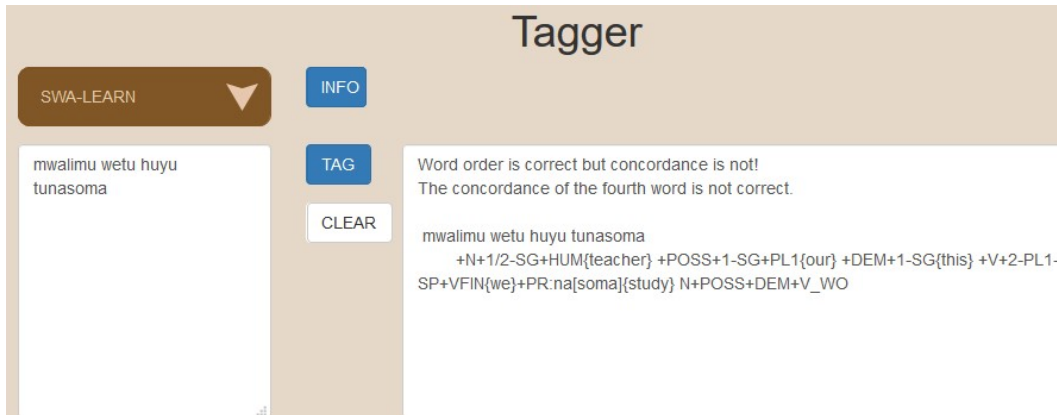 Tagger
SWA-LEARN
INFO
mwalimu wetu huyu
tunasoma
TAG
CLEAR
Word order is correct but concordance is not!
The concordance of the fourth word is not correct.
mwalimu wetu huyu tunasoma
+N+1/2-SG+HUM{teacher} +POSS+1-SG+PL1{our} +DEM+1-SG{this} +V+2-PL1-
SP+VFIN{we}+PR:na[soma]{study} N+POSS+DEM+V_WO